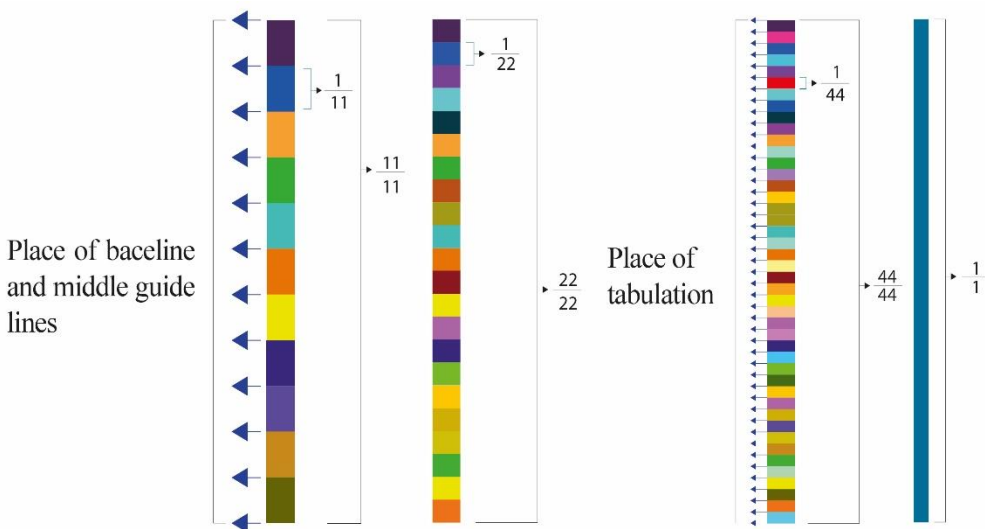 1
11
11
11
Place of baceline
and middle guide
lines
1
22
22
22
Place of
tabulation
1
44
44
44
1
1